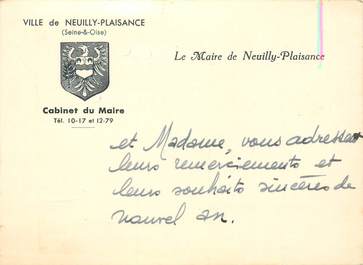 VILLE de NEUILLY-PLAISANCE
(Seine-&-Oise)
Le Maire de Neuilly-Plaisance
Cabinet du Maire
Tél. 10-17 et 12-79
et Madame, vous adressent
leurs remerciements et
leurs souhaits sincères de
nouvel an.